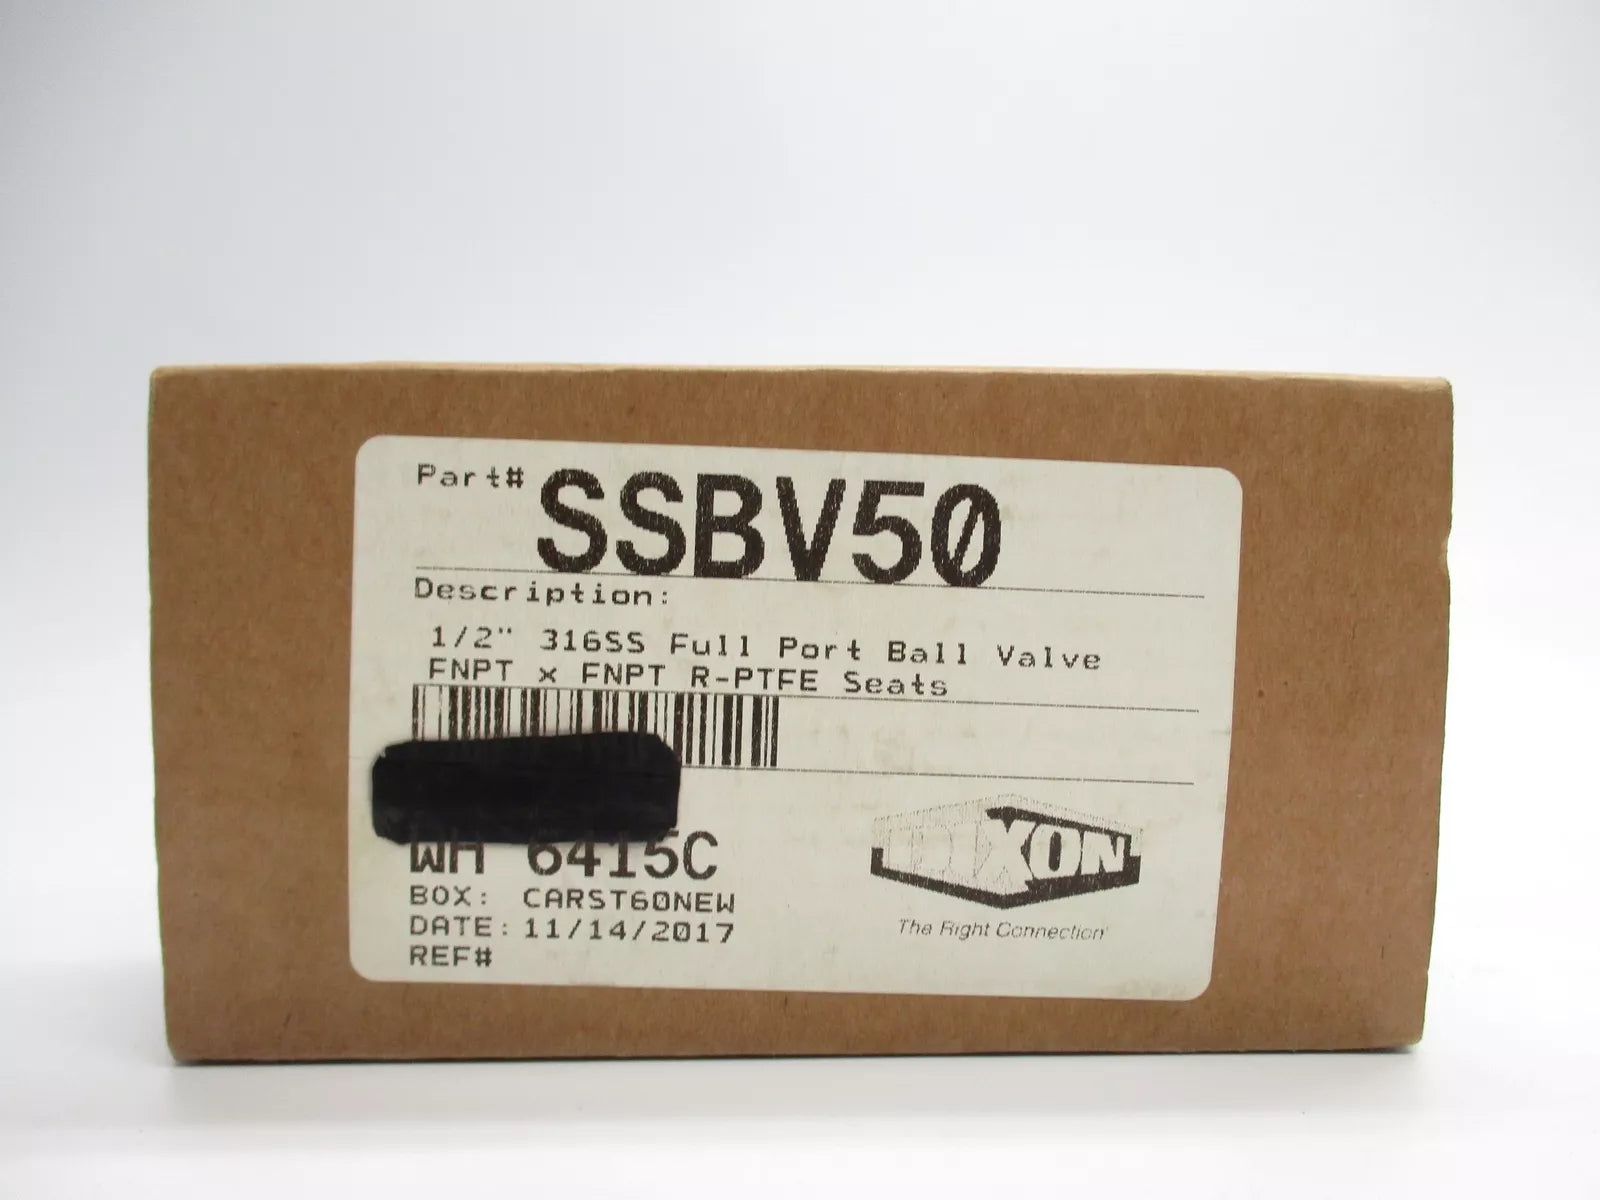 Part# SSBV50
Description:
1/2" 316SS Full Port Ball Valve
FNPT x FNPT R-PTFE Seats
WH 6415C
BOX: CARST60NEW
DATE: 11/14/2017
REF#
DIXON
The Right Connection